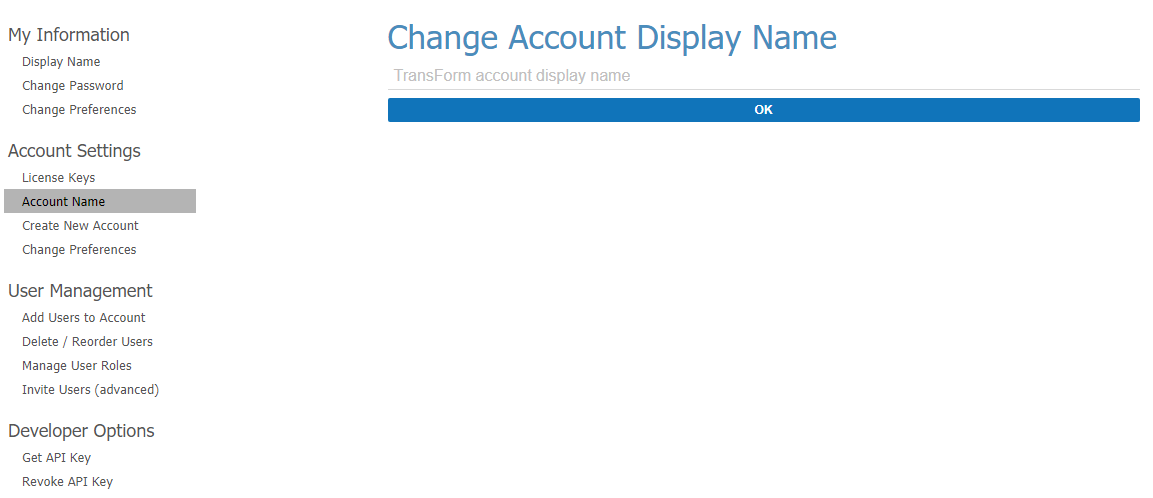 My Information
Display Name
Change Password
Change Preferences
Account Settings
License Keys
Account Name
Create New Account
Change Preferences
User Management
Add Users to Account
Delete / Reorder Users
Manage User Roles
Invite Users (advanced)
Developer Options
Get API Key
Revoke API Key
Change Account Display Name
TransForm account display name
OK